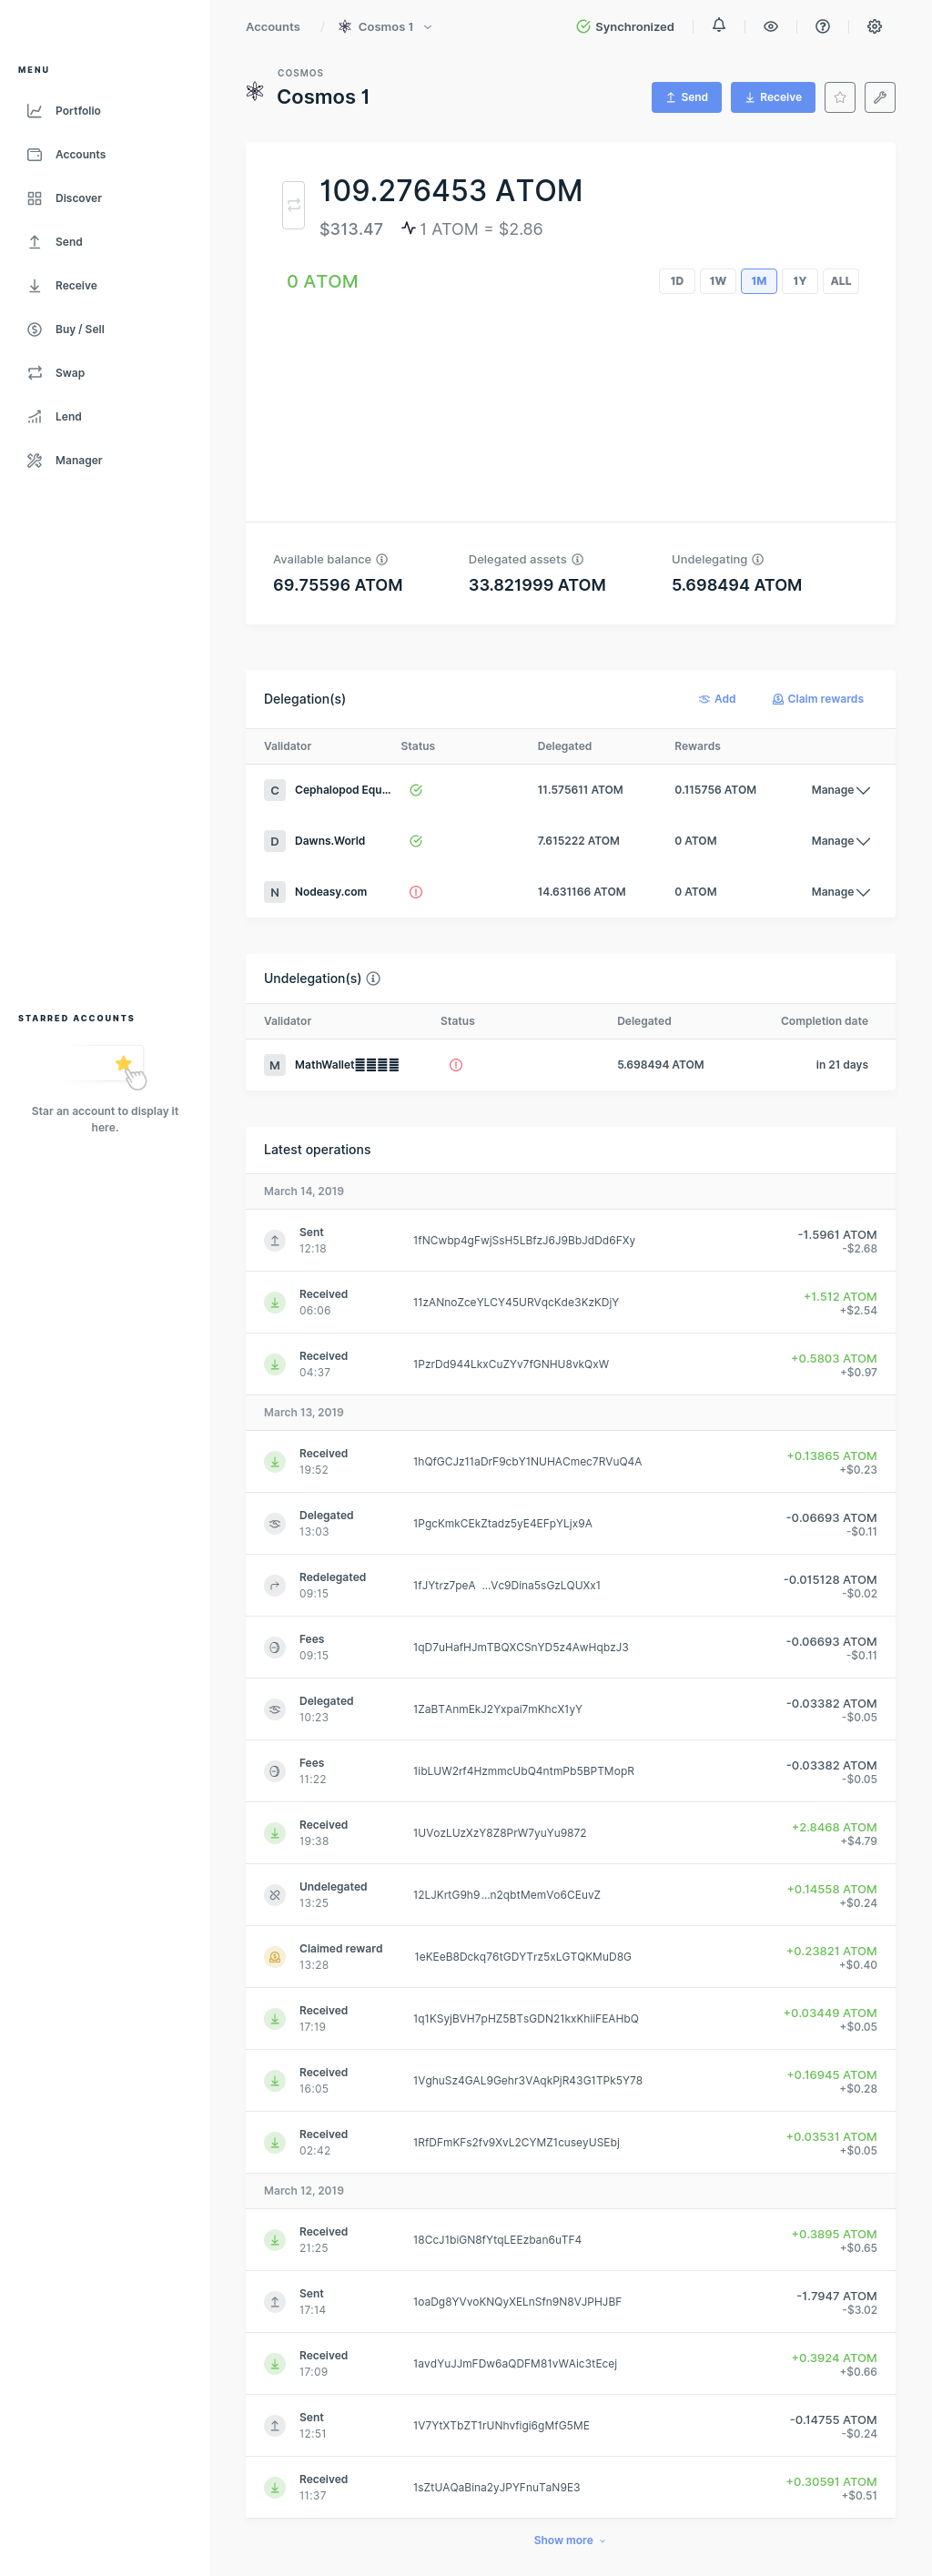 Accounts / Cosmos 1
Synchronized
MENU
Portfolio
Accounts
Discover
Send
Receive
Buy / Sell
Swap
Lend
Manager
STARRED ACCOUNTS
Star an account to display it
here.
COSMOS
Cosmos 1
Send
Receive
109.276453 ATOM
$313.47 1 ATOM = $2.86
0 ATOM
1D 1W 1M 1Y ALL
Available balance Delegated assets Undelegating
69.75596 ATOM 33.821999 ATOM 5.698494 ATOM
Delegation(s) Add Claim rewards
Validator Status Delegated Rewards
C Cephalopod Equ... 11.575611 ATOM 0.115756 ATOM Manage
D Dawns.World 7.615222 ATOM 0 ATOM Manage
N Nodeasy.com 14.631166 ATOM 0 ATOM Manage
Undelegation(s)
Validator Status Delegated Completion date
M MathWallet 5.698494 ATOM in 21 days
Latest operations
March 14, 2019
Sent 1fNCwbp4gFwjSsH5LBfzJ6J9BbJdDd6FXy -1.5961 ATOM
12:18 -$2.68
Received 11zANnoZceYLCY45URVqcKde3KzKDjY +1.512 ATOM
06:06 +$2.54
Received 1PzrDd944LkxCuZYv7fGNHU8vkQxW +0.5803 ATOM
04:37 +$0.97
March 13, 2019
Received 1hQfGCJz11aDrF9cbY1NUHACmec7RVuQ4A +0.13865 ATOM
19:52 +$0.23
Delegated 1PgcKmkCEkZtadz5yE4EFpYLjx9A -0.06693 ATOM
13:03 -$0.11
Redelegated 1fJYtrz7peA ...Vc9Dina5sGzLQUXx1 -0.015128 ATOM
09:15 -$0.02
Fees 1qD7uHafHJmTBQXCSnYD5z4AwHqbzJ3 -0.06693 ATOM
09:15 -$0.11
Delegated 1ZaBTAnmEkJ2Yxpai7mKhcX1yY -0.03382 ATOM
10:23 -$0.05
Fees 1ibLUW2rf4HzmmcUbQ4ntmPb5BPTMopR -0.03382 ATOM
11:22 -$0.05
Received 1UVozLUzXzY8Z8PrW7yuYu9872 +2.8468 ATOM
19:38 +$4.79
Undelegated 12LJKrtG9h9...n2qbtMemVo6CEuvZ +0.14558 ATOM
13:25 +$0.24
Claimed reward 1eKEeB8Dckq76tGDYTrz5xLGTQKMuD8G +0.23821 ATOM
13:28 +$0.40
Received 1q1KSyjBVH7pHZ5BTsGDN21kxKhiiFEAHbQ +0.03449 ATOM
17:19 +$0.05
Received 1VghuSz4GAL9Gehr3VAqkPjR43G1TPk5Y78 +0.16945 ATOM
16:05 +$0.28
Received 1RfDFmKFs2fv9XvL2CYMZ1cuseyUSEbj +0.03531 ATOM
02:42 +$0.05
March 12, 2019
Received 18CcJ1biGN8fYtqLEEzban6uTF4 +0.3895 ATOM
21:25 +$0.65
Sent 1oaDg8YVvoKNQyXELnSfn9N8VJPHJBF -1.7947 ATOM
17:14 -$3.02
Received 1avdYuJJmFDw6aQDFM81vWAic3tEcej +0.3924 ATOM
17:09 +$0.66
Sent 1V7YtXTbZT1rUNhvfigi6gMfG5ME -0.14755 ATOM
12:51 -$0.24
Received 1sZtUAQaBina2yJPYFnuTaN9E3 +0.30591 ATOM
11:37 +$0.51
Show more